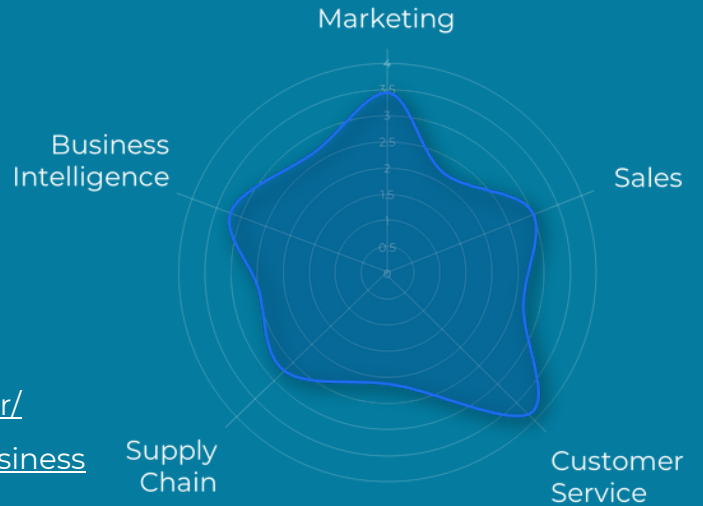 Marketing
4
3.5
3
2.5
2
1.5
1
0.5
0
Business
Intelligence
Sales
r/
siness
Supply
Chain
Customer
Service